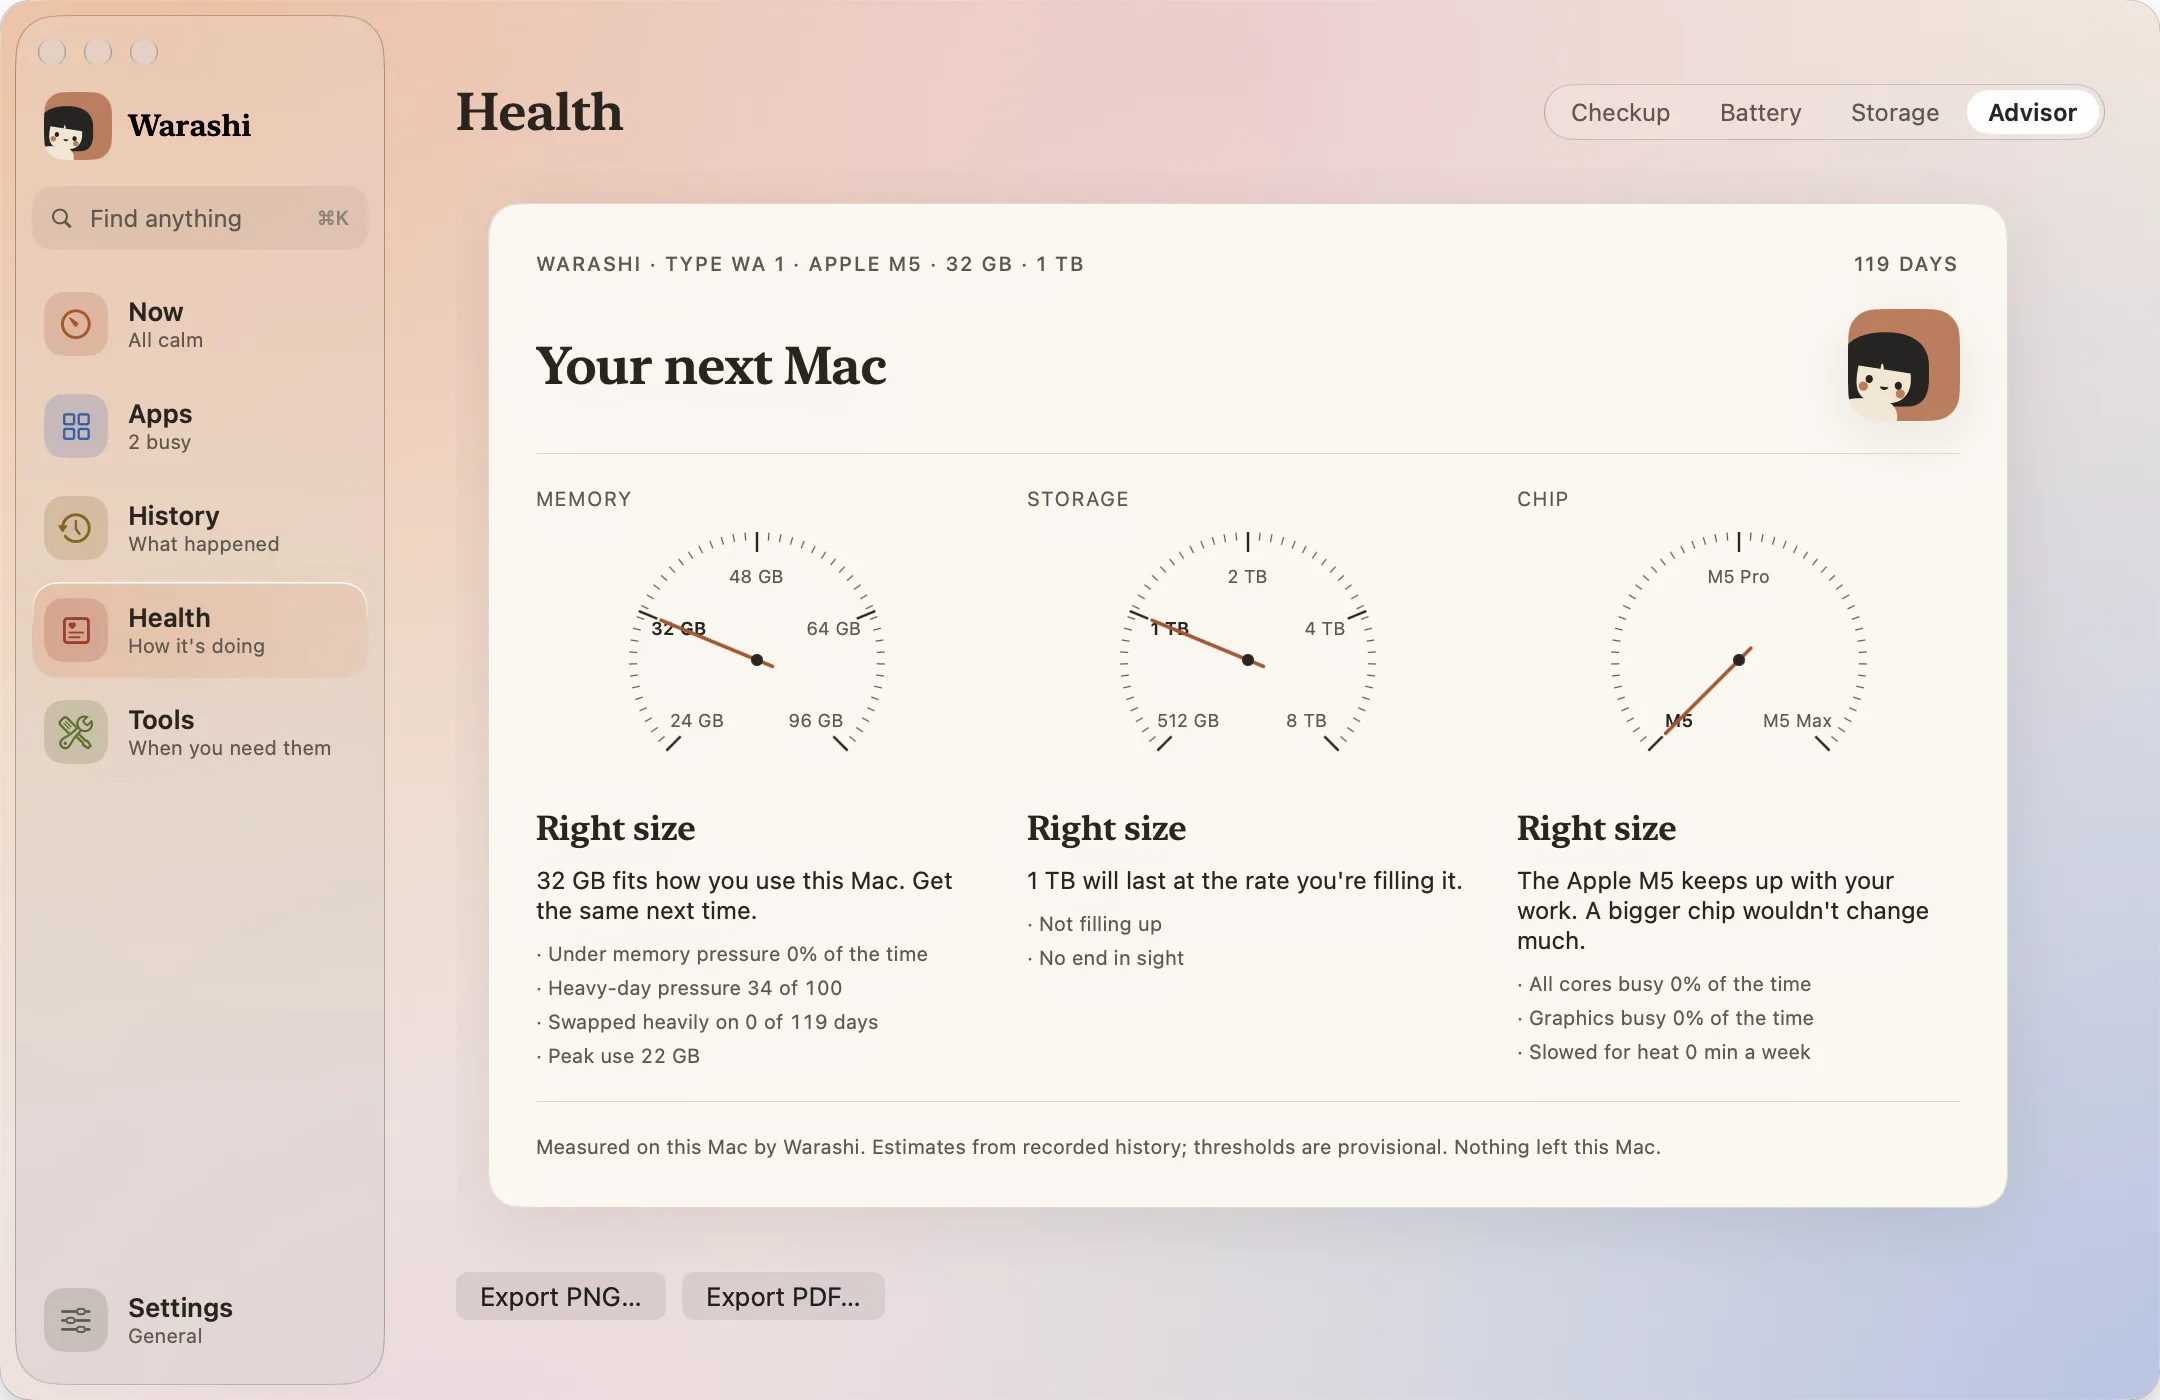 Warashi
Find anything ⌘K
Now
All calm
Apps
2 busy
History
What happened
Health
How it's doing
Tools
When you need them
Settings
General
Health
Checkup Battery Storage Advisor
WARASHI · TYPE WA 1 · APPLE M5 · 32 GB · 1 TB
119 DAYS
Your next Mac
MEMORY
48 GB
32 GB
64 GB
24 GB
96 GB
Right size
32 GB fits how you use this Mac. Get
the same next time.
· Under memory pressure 0% of the time
· Heavy-day pressure 34 of 100
· Swapped heavily on 0 of 119 days
· Peak use 22 GB
STORAGE
2 TB
1 TB
4 TB
512 GB
8 TB
Right size
1 TB will last at the rate you're filling it.
· Not filling up
· No end in sight
CHIP
M5 Pro
M5
M5 Max
Right size
The Apple M5 keeps up with your
work. A bigger chip wouldn't change
much.
· All cores busy 0% of the time
· Graphics busy 0% of the time
· Slowed for heat 0 min a week
Measured on this Mac by Warashi. Estimates from recorded history; thresholds are provisional. Nothing left this Mac.
Export PNG...
Export PDF...